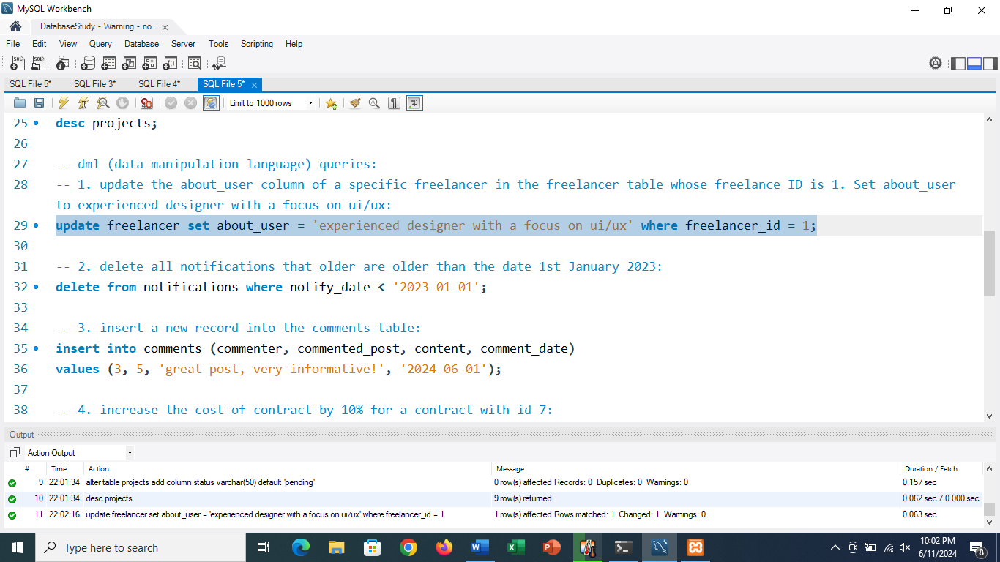 MySQL Workbench
DatabaseStudy - Warning - no...
File Edit View Query Database Server Tools Scripting Help
SQL File 5* SQL File 3* SQL File 4* SQL File 5*
Limit to 1000 rows
25 desc projects;
26
27 -- dml (data manipulation language) queries:
28 -- 1. update the about_user column of a specific freelancer in the freelancer table whose freelance ID is 1. Set about_user
to experienced designer with a focus on ui/ux:
29 update freelancer set about_user = 'experienced designer with a focus on ui/ux' where freelancer_id = 1;
30
31 -- 2. delete all notifications that older are older than the date 1st January 2023:
32 delete from notifications where notify_date < '2023-01-01';
33
34 -- 3. insert a new record into the comments table:
35 insert into comments (commenter, commented_post, content, comment_date)
36 values (3, 5, 'great post, very informative!', '2024-06-01');
37
38 -- 4. increase the cost of contract by 10% for a contract with id 7:
Output
Action Output
# Time Action Message Duration / Fetch
9 22:01:34 alter table projects add column status varchar(50) default 'pending' 0 row(s) affected Records: 0 Duplicates: 0 Warnings: 0 0.157 sec
10 22:01:34 desc projects 9 row(s) returned 0.062 sec / 0.000 sec
11 22:02:16 update freelancer set about_user = 'experienced designer with a focus on ui/ux' where freelancer_id = 1 1 row(s) affected Rows matched: 1 Changed: 1 Warnings: 0 0.063 sec
Type here to search
10:02 PM
6/11/2024
8